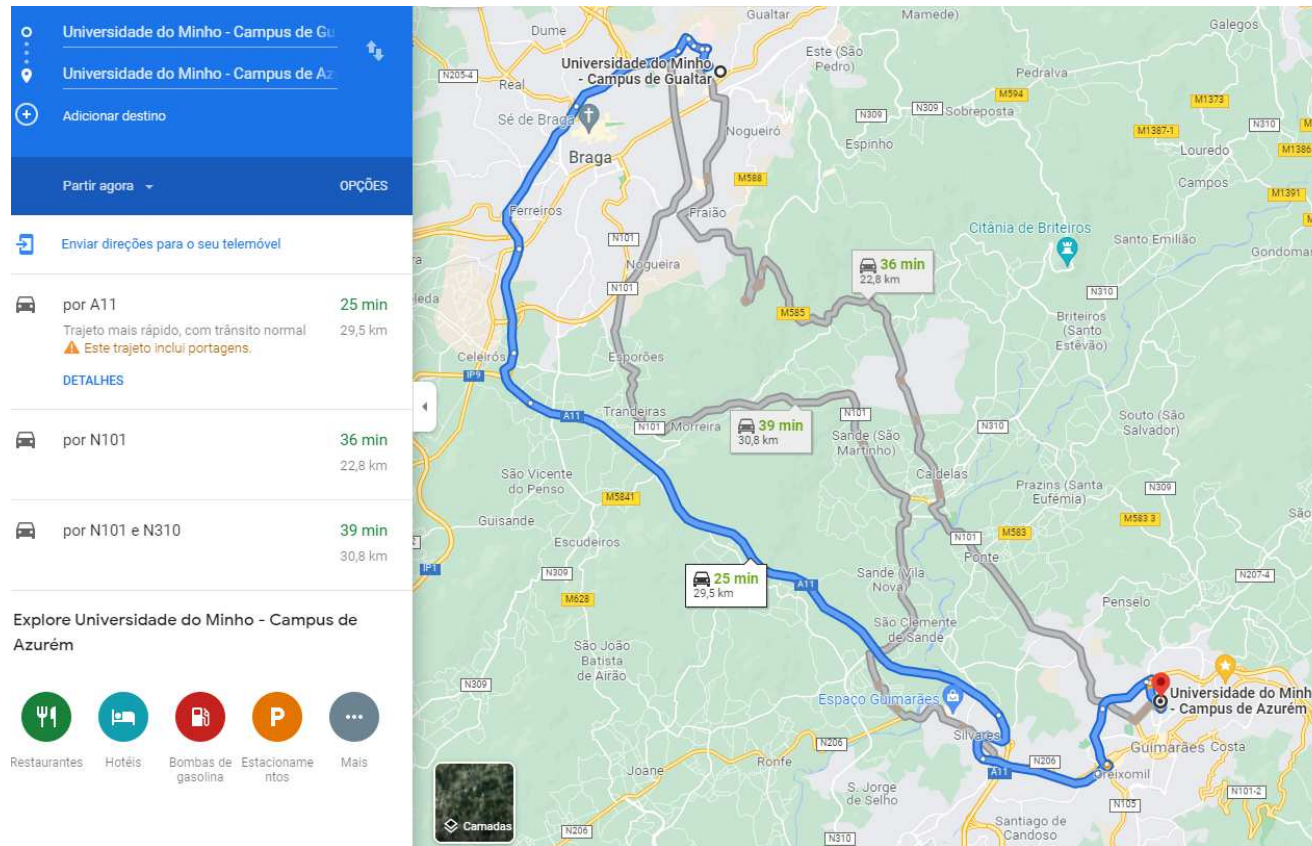 Universidade do Minho - Campus de Gu
Universidade do Minho - Campus de Az
Adicionar destino
Partir agora
OPÇÕES
Enviar direções para o seu telemóvel
por A11
25 min
Trajeto mais rápido, com trânsito normal
29,5 km
Este trajeto inclui portagens.
DETALHES
por N101
36 min
22,8 km
por N101 e N310
39 min
30,8 km
Explore Universidade do Minho - Campus de
Azurém
Restaurantes
Hotéis
Bombas de
gasolina
Estacioname
ntos
Mais
Gualtar
Mamede)
Galegos
Dume
Este (São
Pedro)
Universidade do Minho
- Campus de Gualtar
N205-4
Real
Pedralva
M594
M1373
Sé de Braga
N309
Sobreposta
N309
Nogueiró
M1387-1
N310
Espinho
Louredo
M1386
Braga
M588
Campos
M1391
Ferreiros
Fraião
Citânia de Briteiros
Santo Emilião
Gondomar
N101
36 min
22,8 km
Nogueira
N101
N310
leda
M585
Briteiros
(Santo
Estêvão)
Celeirós
Esporões
IP9
A11
Trandeiras
N101
Morreira
39 min
30,8 km
N101
Sande (São
Martinho)
N310
Souto (São
Salvador)
São Vicente
do Penso
Caldelas
Prazins (Santa
Eufémia)
N309
M5841
Guisande
M583 3
São
Escudeiros
N101
M583
Ponte
IP1
N309
25 min
29,5 km
A11
Sande (Vila
Nova)
N207-4
M628
Penselo
São Clemente
de Sande
São João
Batista
de Airão
N309
Espaço Guimarães
Universidade do Minh
- Campus de Azurém
Silvares
N206
Guimarães
Costa
N206
Joane
Ronfe
A11
Creixomil
S. Jorge
de Selho
N105
N101-2
Camadas
N206
N310
Santiago de
Candoso